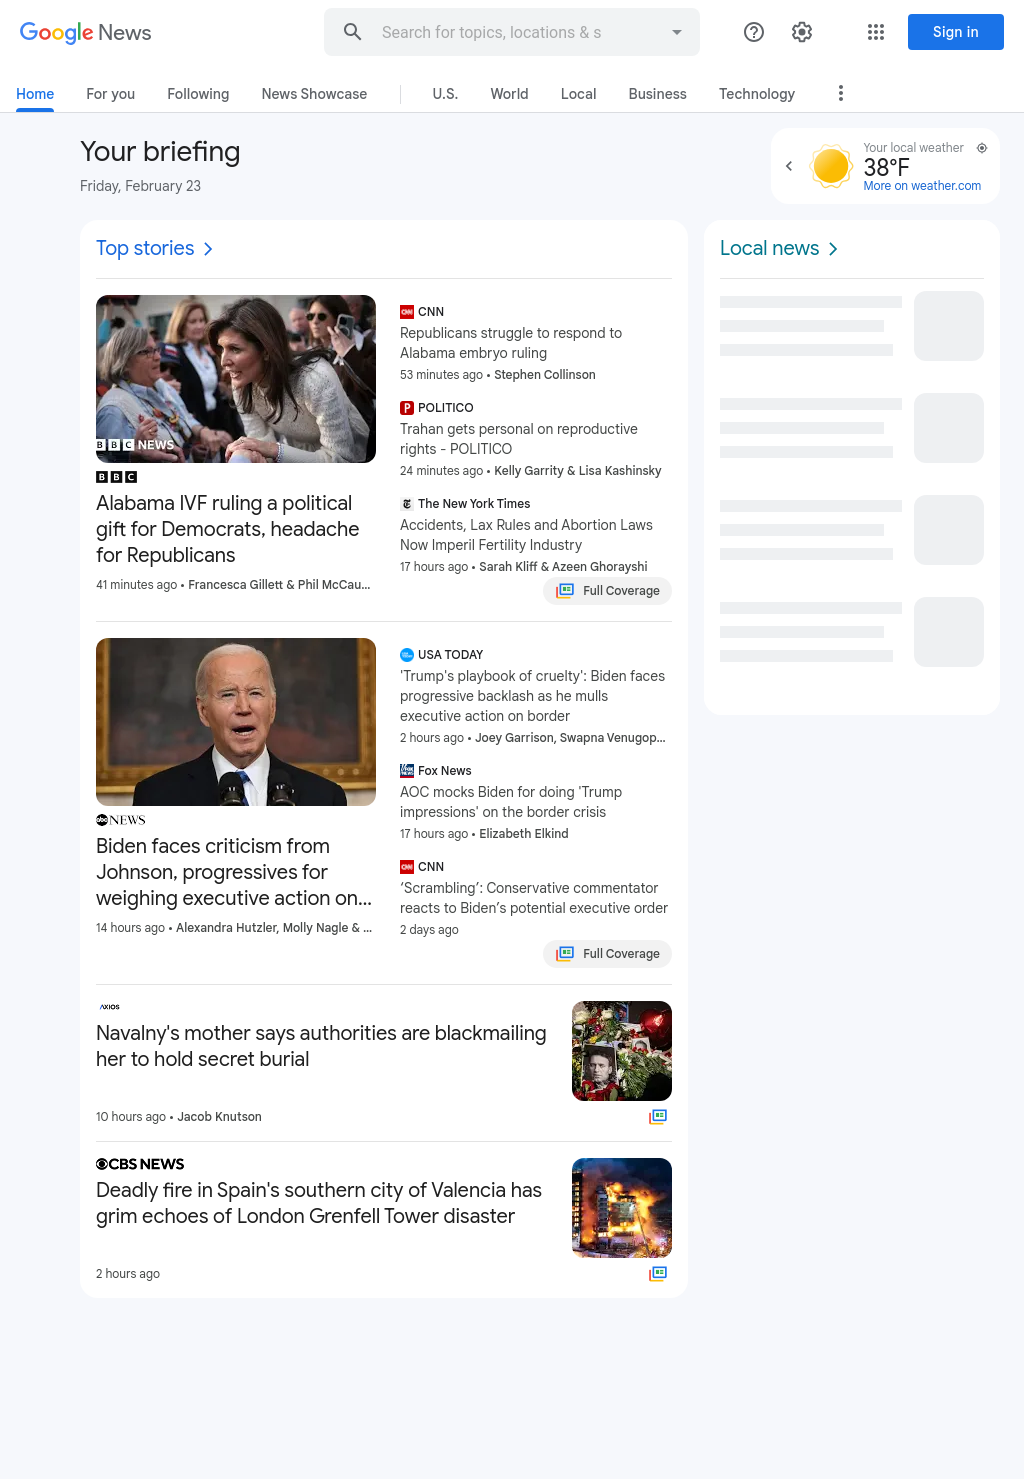 Google News
Search for topics, locations & s
Sign in
Home
For you
Following
News Showcase
U.S.
World
Local
Business
Technology
Your briefing
Friday, February 23
Your local weather
38°F
More on weather.com
Top stories
BBC NEWS
BBC
Alabama IVF ruling a political
gift for Democrats, headache
for Republicans
41 minutes ago • Francesca Gillett & Phil McCau...
CNN
Republicans struggle to respond to
Alabama embryo ruling
53 minutes ago • Stephen Collinson
POLITICO
Trahan gets personal on reproductive
rights - POLITICO
24 minutes ago • Kelly Garrity & Lisa Kashinsky
The New York Times
Accidents, Lax Rules and Abortion Laws
Now Imperil Fertility Industry
17 hours ago • Sarah Kliff & Azeen Ghorayshi
Full Coverage
abc NEWS
Biden faces criticism from
Johnson, progressives for
weighing executive action on...
14 hours ago • Alexandra Hutzler, Molly Nagle & ...
USA TODAY
'Trump's playbook of cruelty': Biden faces
progressive backlash as he mulls
executive action on border
2 hours ago • Joey Garrison, Swapna Venugop...
Fox News
AOC mocks Biden for doing 'Trump
impressions' on the border crisis
17 hours ago • Elizabeth Elkind
CNN
‘Scrambling’: Conservative commentator
reacts to Biden’s potential executive order
2 days ago
Full Coverage
AXIOS
Navalny's mother says authorities are blackmailing
her to hold secret burial
10 hours ago • Jacob Knutson
CBS NEWS
Deadly fire in Spain's southern city of Valencia has
grim echoes of London Grenfell Tower disaster
2 hours ago
Local news